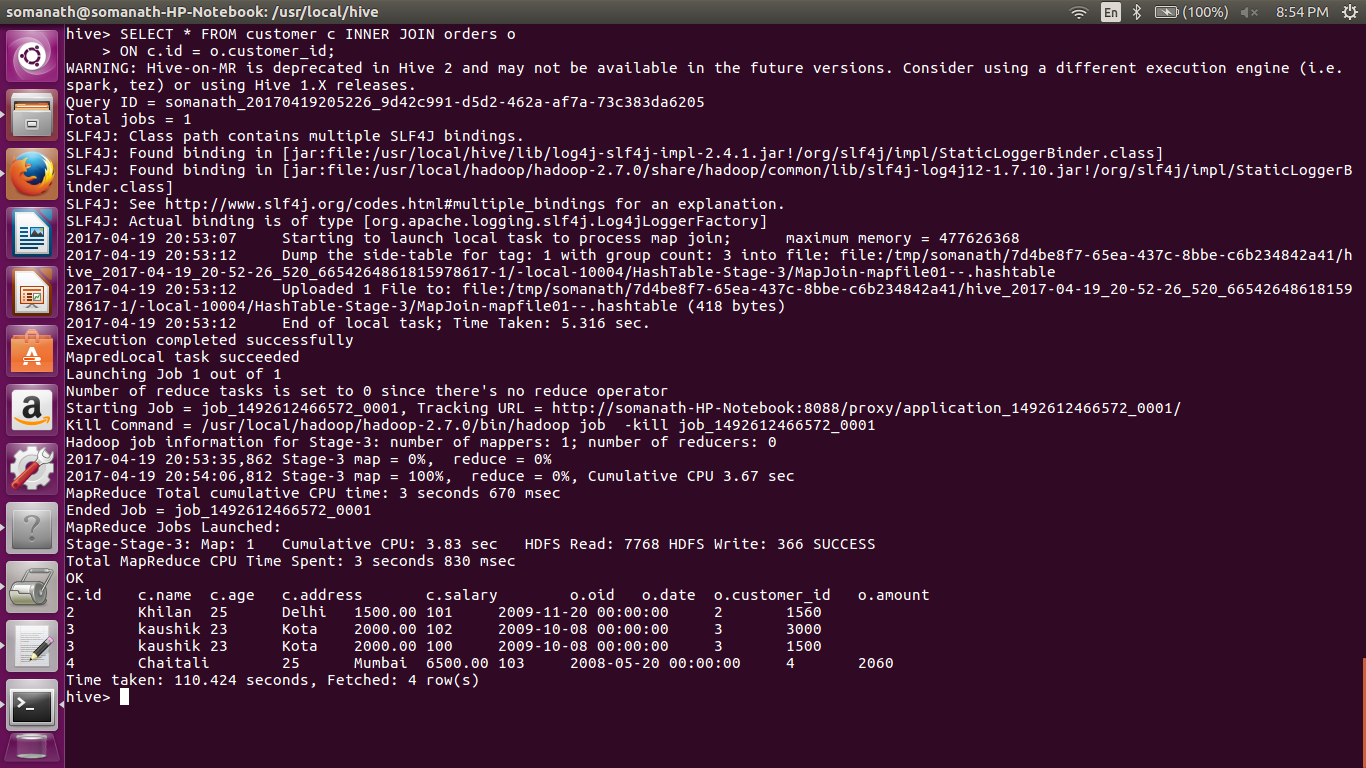 somanath@somanath-HP-Notebook: /usr/local/hive
En
(100%)
8:54 PM
hive> SELECT * FROM customer c INNER JOIN orders o
    > ON c.id = o.customer_id;
WARNING: Hive-on-MR is deprecated in Hive 2 and may not be available in the future versions. Consider using a different execution engine (i.e.
spark, tez) or using Hive 1.X releases.
Query ID = somanath_20170419205226_9d42c991-d5d2-462a-af7a-73c383da6205
Total jobs = 1
SLF4J: Class path contains multiple SLF4J bindings.
SLF4J: Found binding in [jar:file:/usr/local/hive/lib/log4j-slf4j-impl-2.4.1.jar!/org/slf4j/impl/StaticLoggerBinder.class]
SLF4J: Found binding in [jar:file:/usr/local/hadoop/hadoop-2.7.0/share/hadoop/common/lib/slf4j-log4j12-1.7.10.jar!/org/slf4j/impl/StaticLoggerB
inder.class]
SLF4J: See http://www.slf4j.org/codes.html#multiple_bindings for an explanation.
SLF4J: Actual binding is of type [org.apache.logging.slf4j.Log4jLoggerFactory]
2017-04-19 20:53:07     Starting to launch local task to process map join;      maximum memory = 477626368
2017-04-19 20:53:12     Dump the side-table for tag: 1 with group count: 3 into file: file:/tmp/somanath/7d4be8f7-65ea-437c-8bbe-c6b234842a41/h
ive_2017-04-19_20-52-26_520_6654264861815978617-1/-local-10004/HashTable-Stage-3/MapJoin-mapfile01--.hashtable
2017-04-19 20:53:12     Uploaded 1 File to: file:/tmp/somanath/7d4be8f7-65ea-437c-8bbe-c6b234842a41/hive_2017-04-19_20-52-26_520_66542648618159
78617-1/-local-10004/HashTable-Stage-3/MapJoin-mapfile01--.hashtable (418 bytes)
2017-04-19 20:53:12     End of local task; Time Taken: 5.316 sec.
Execution completed successfully
MapredLocal task succeeded
Launching Job 1 out of 1
Number of reduce tasks is set to 0 since there's no reduce operator
Starting Job = job_1492612466572_0001, Tracking URL = http://somanath-HP-Notebook:8088/proxy/application_1492612466572_0001/
Kill Command = /usr/local/hadoop/hadoop-2.7.0/bin/hadoop job  -kill job_1492612466572_0001
Hadoop job information for Stage-3: number of mappers: 1; number of reducers: 0
2017-04-19 20:53:35,862 Stage-3 map = 0%,  reduce = 0%
2017-04-19 20:54:06,812 Stage-3 map = 100%,  reduce = 0%, Cumulative CPU 3.67 sec
MapReduce Total cumulative CPU time: 3 seconds 670 msec
Ended Job = job_1492612466572_0001
MapReduce Jobs Launched:
Stage-Stage-3: Map: 1   Cumulative CPU: 3.83 sec   HDFS Read: 7768 HDFS Write: 366 SUCCESS
Total MapReduce CPU Time Spent: 3 seconds 830 msec
OK
c.id    c.name  c.age   c.address       c.salary        o.oid   o.date  o.customer_id   o.amount
2       Khilan  25      Delhi   1500.00 101     2009-11-20 00:00:00     2       1560
3       kaushik 23      Kota    2000.00 102     2009-10-08 00:00:00     3       3000
3       kaushik 23      Kota    2000.00 100     2009-10-08 00:00:00     3       1500
4       Chaitali        25      Mumbai  6500.00 103     2008-05-20 00:00:00     4       2060
Time taken: 110.424 seconds, Fetched: 4 row(s)
hive>